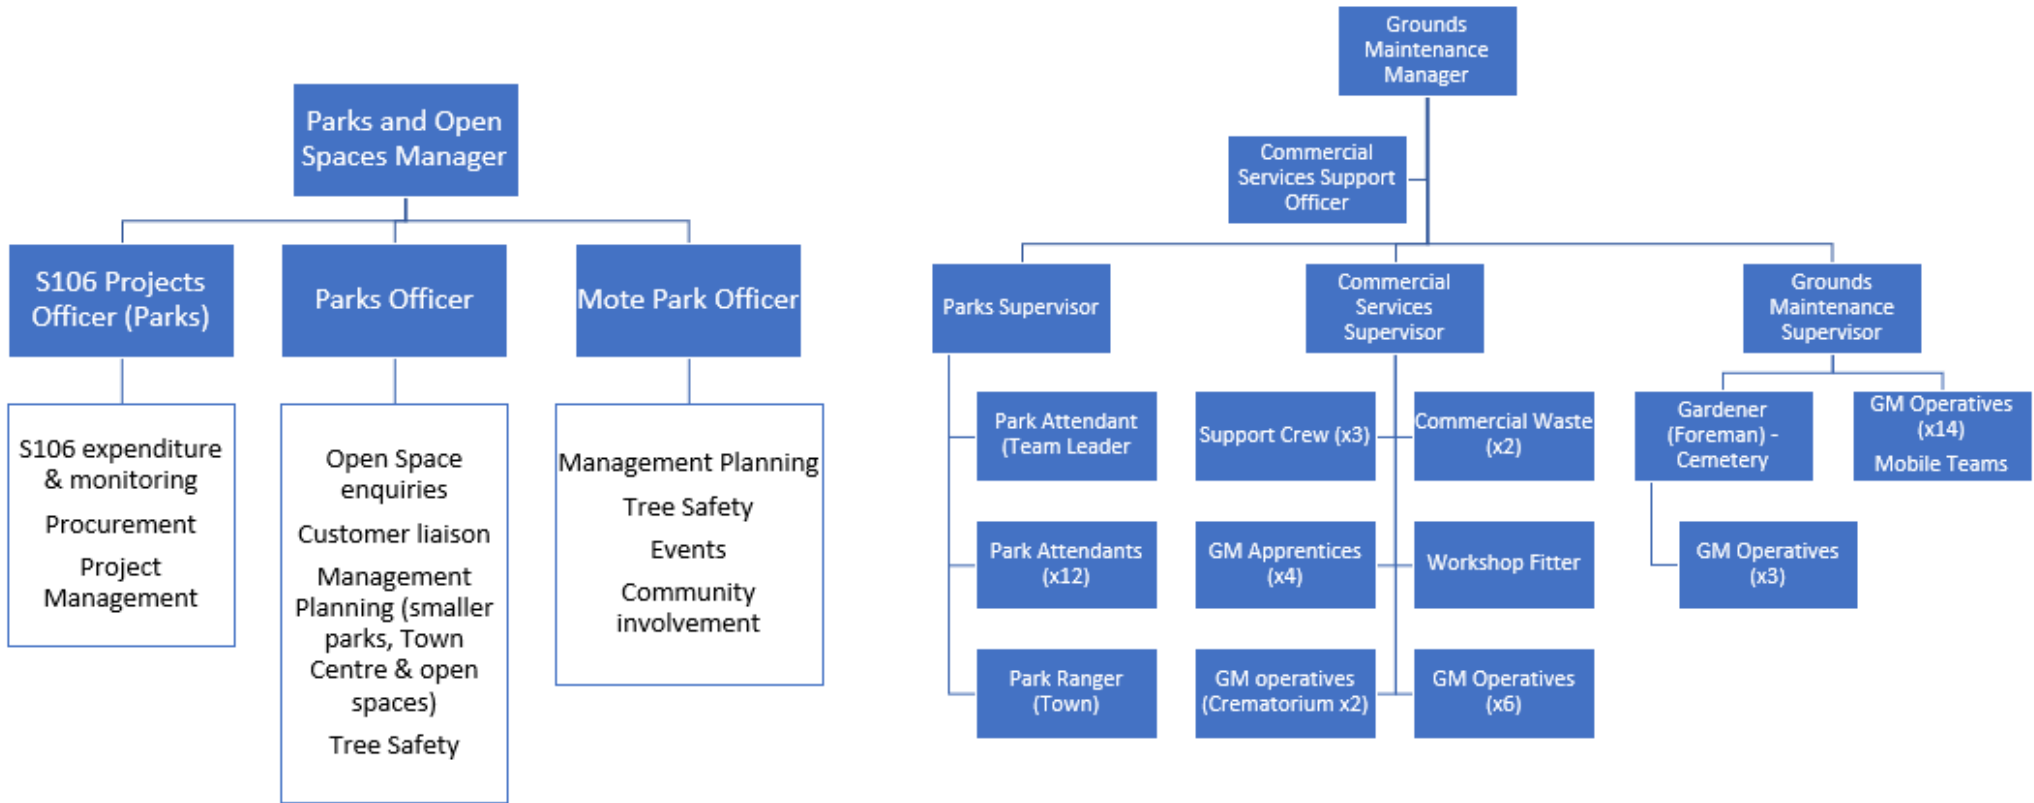 Parks and Open
Spaces Manager
S106 Projects
Officer (Parks)
Parks Officer
Mote Park Officer
S106 expenditure
& monitoring
Procurement
Project
Management
Open Space
enquiries
Customer liaison
Management
Planning (smaller
parks, Town
Centre & open
spaces)
Tree Safety
Management Planning
Tree Safety
Events
Community
involvement
Grounds
Maintenance
Manager
Commercial
Services Support
Officer
Parks Supervisor
Commercial
Services
Supervisor
Grounds
Maintenance
Supervisor
Park Attendant
(Team Leader
Park Attendants
(x12)
Park Ranger
(Town)
Support Crew (x3)
Commercial Waste
(x2)
GM Apprentices
(x4)
Workshop Fitter
GM operatives
(Crematorium x2)
GM Operatives
(x6)
Gardener
(Foreman) -
Cemetery
GM Operatives
(x14)
Mobile Teams
GM Operatives
(x3)